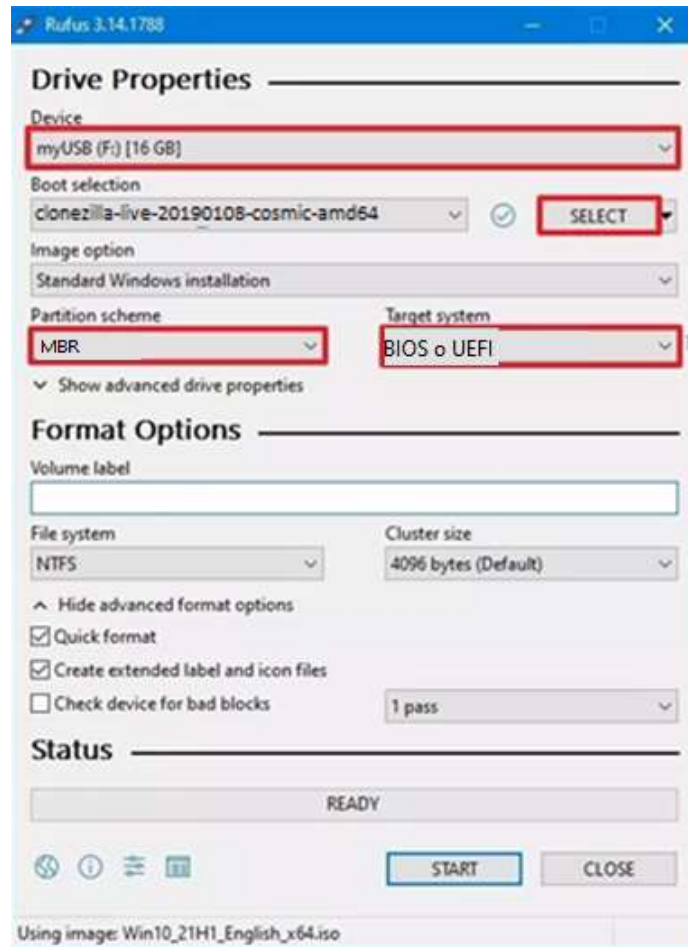 Rufus 3.14.1788
Drive Properties
Device
myUSB (F:) [16 GB]
Boot selection
clonezilla-live-20190108-cosmic-amd64
SELECT
Image option
Standard Windows installation
Partition scheme Target system
MBR BIOS o UEFI
Show advanced drive properties
Format Options
Volume label
File system Cluster size
NTFS 4096 bytes (Default)
Hide advanced format options
Quick format
Create extended label and icon files
Check device for bad blocks 1 pass
Status
READY
START CLOSE
Using image: Win10_21H1_English_x64.iso